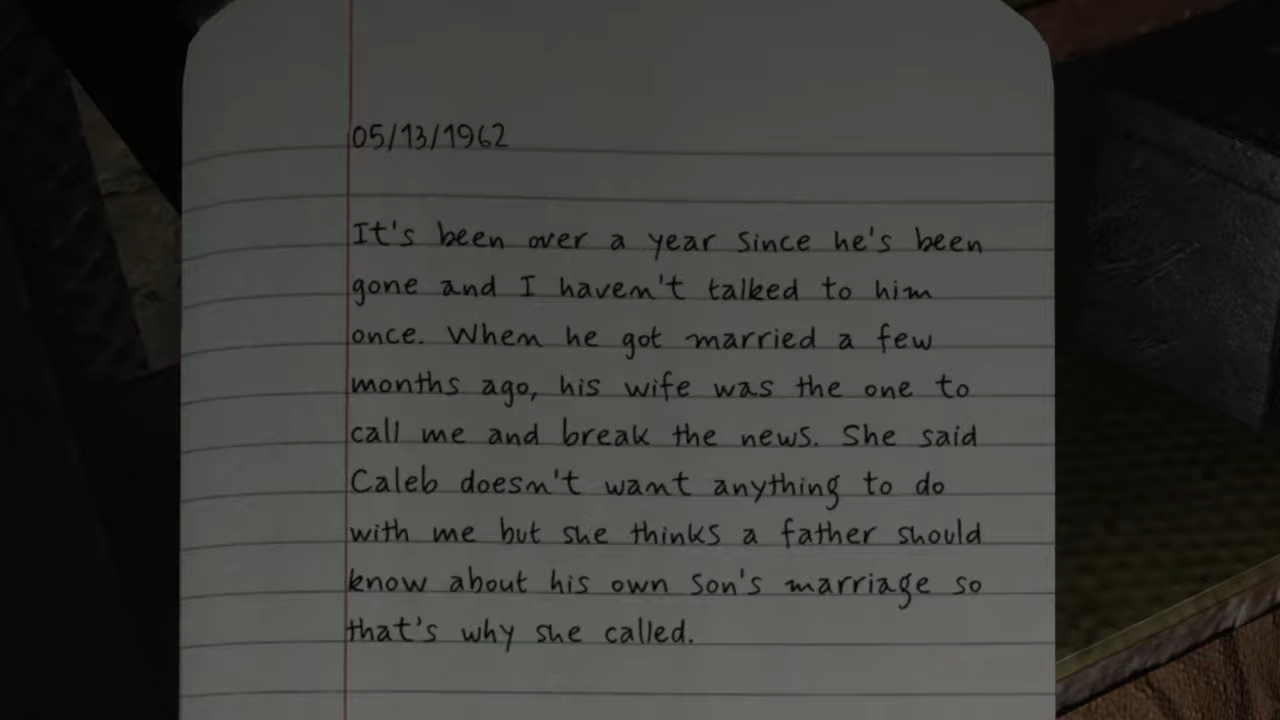 05/13/1962
It's been over a year since he's been
gone and I haven't talked to him
once. When he got married a few
months ago, his wife was the one to
call me and break the news. She said
Caleb doesn't want anything to do
with me but she thinks a father should
know about his own son's marriage so
that's why she called.